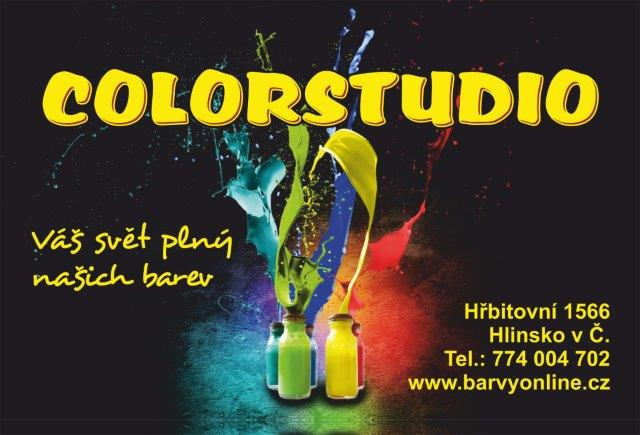 COLORSTUDIO
Váš svět plný
našich barev
Hřbitovní 1566
Hlinsko v Č.
Tel.: 774 004 702
www.barvyonline.cz